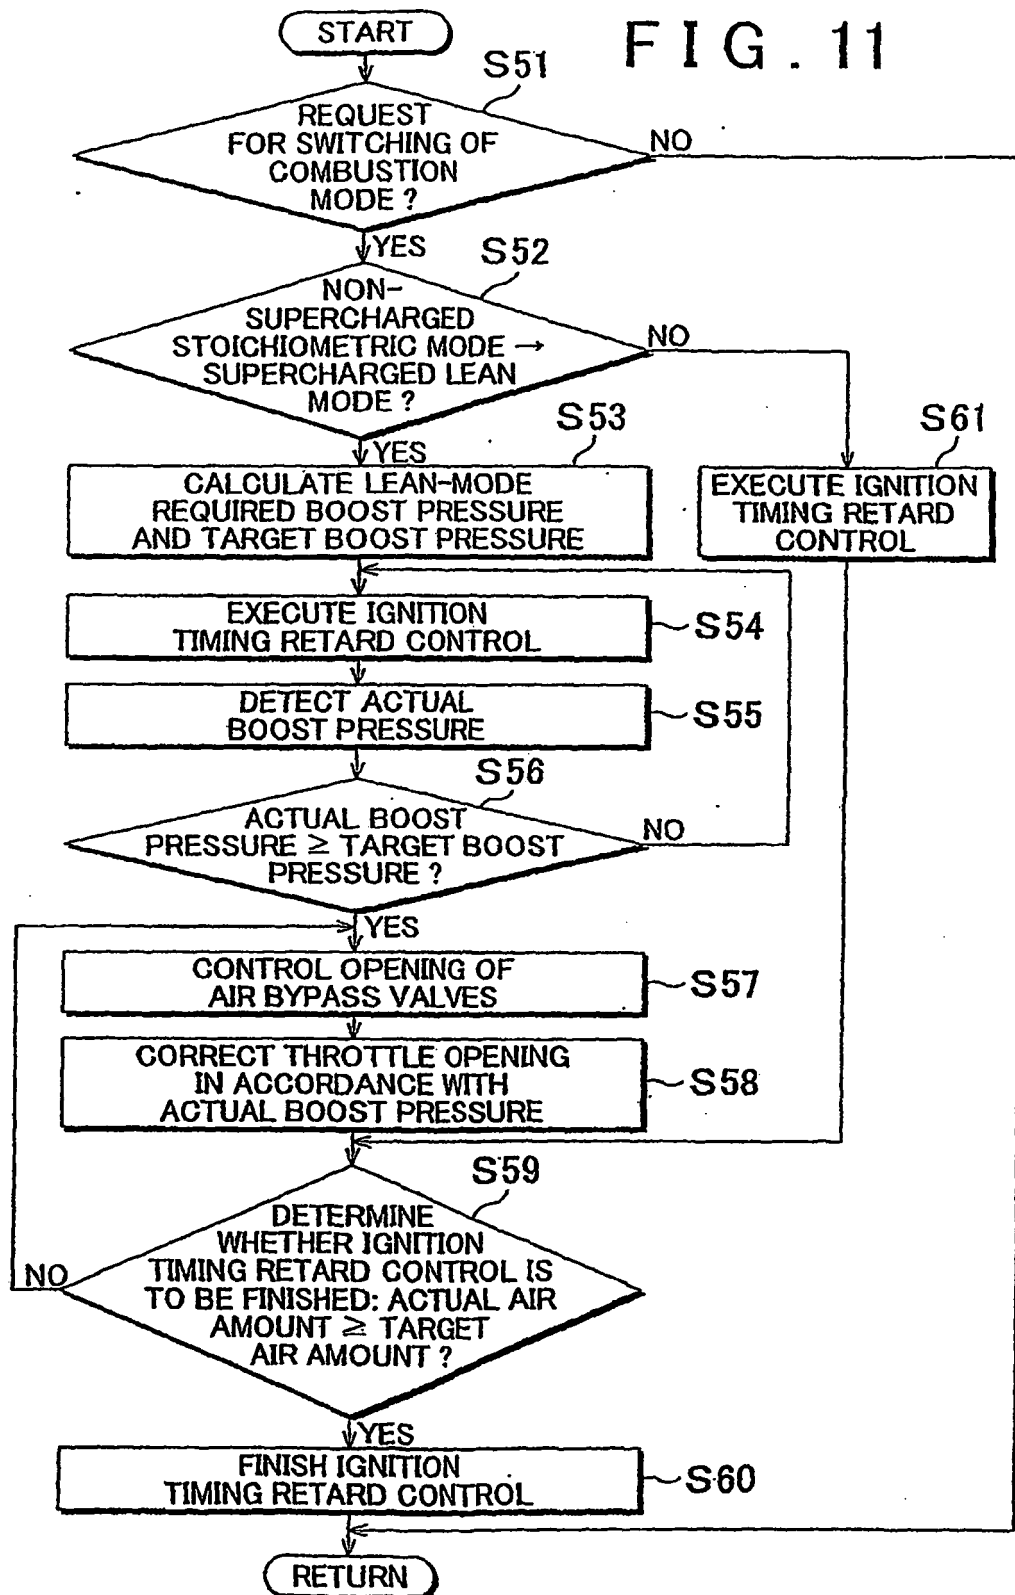 FIG. 11
START
S51
REQUEST
FOR SWITCHING OF
COMBUSTION
MODE ?
NO
YES
S52
NON-
SUPERCHARGED
STOICHIOMETRIC MODE →
SUPERCHARGED LEAN
MODE ?
NO
YES
S53
CALCULATE LEAN-MODE
REQUIRED BOOST PRESSURE
AND TARGET BOOST PRESSURE
S61
EXECUTE IGNITION
TIMING RETARD
CONTROL
EXECUTE IGNITION
TIMING RETARD CONTROL
S54
DETECT ACTUAL
BOOST PRESSURE
S55
S56
ACTUAL BOOST
PRESSURE ≧ TARGET BOOST
PRESSURE ?
NO
YES
CONTROL OPENING OF
AIR BYPASS VALVES
S57
CORRECT THROTTLE OPENING
IN ACCORDANCE WITH
ACTUAL BOOST PRESSURE
S58
S59
DETERMINE
WHETHER IGNITION
TIMING RETARD CONTROL IS
TO BE FINISHED: ACTUAL AIR
AMOUNT ≧ TARGET
AIR AMOUNT ?
NO
YES
FINISH IGNITION
TIMING RETARD CONTROL
S60
RETURN